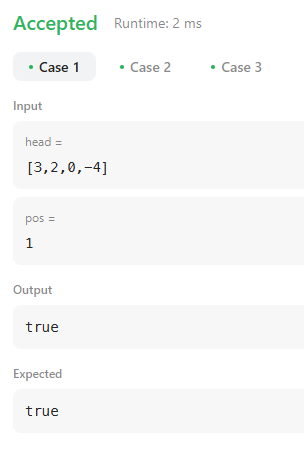 Accepted Runtime: 2 ms
• Case 1 • Case 2 • Case 3
Input
head =
[3,2,0,-4]
pos =
1
Output
true
Expected
true